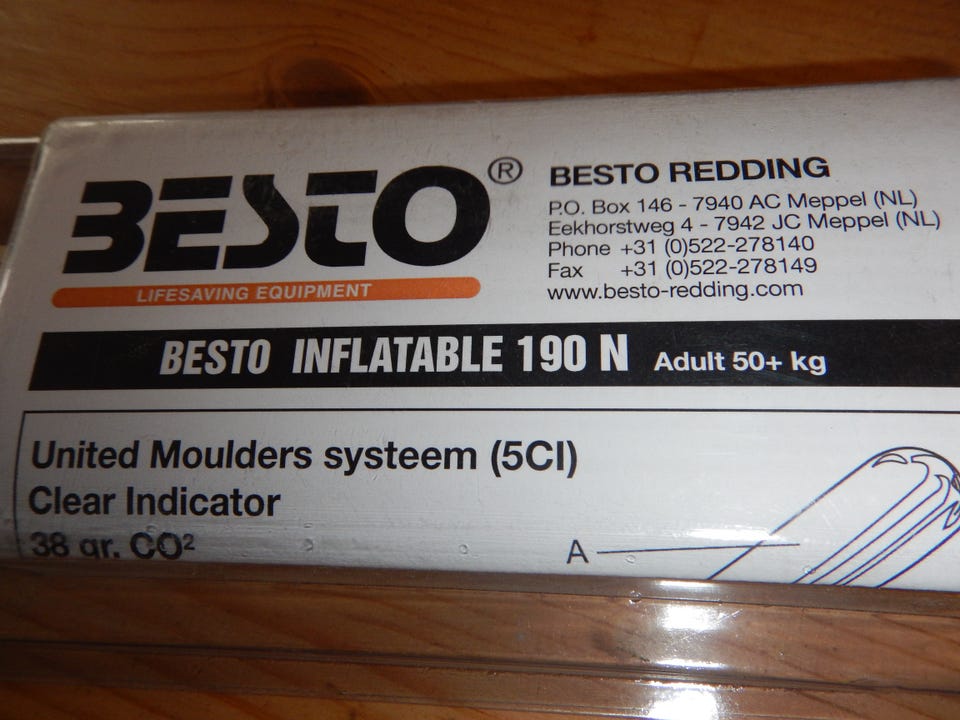 BESTO®
LIFESAVING EQUIPMENT
BESTO REDDING
P.O. Box 146 - 7940 AC Meppel (NL)
Eekhorstweg 4 - 7942 JC Meppel (NL)
Phone +31 (0)522-278140
Fax +31 (0)522-278149
www.besto-redding.com
BESTO INFLATABLE 190 N Adult 50+ kg
United Moulders systeem (5CI)
Clear Indicator
38 gr. CO²
A